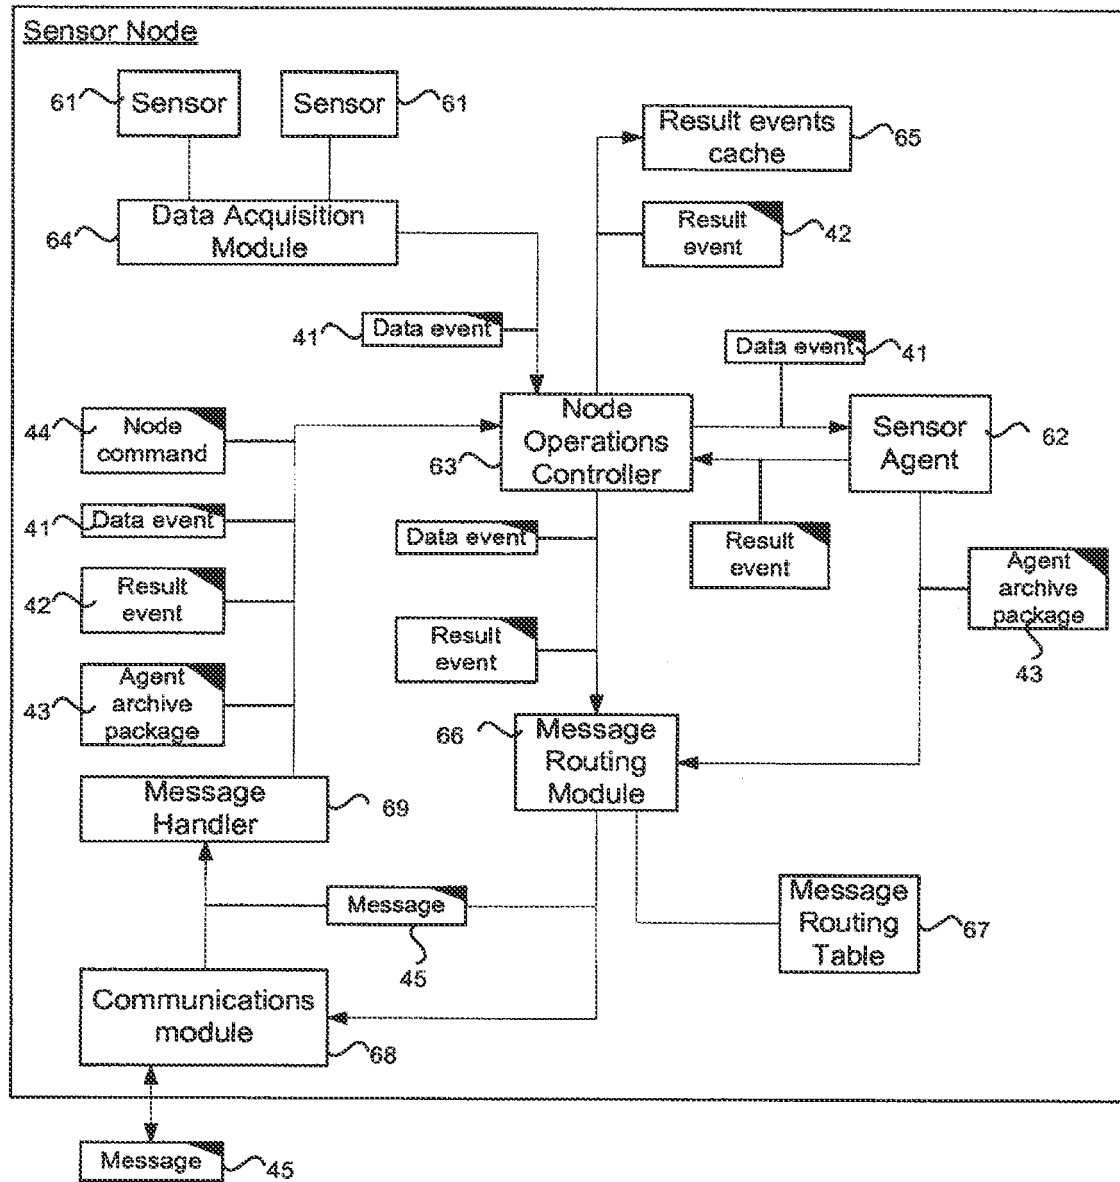 Sensor Node
61
Sensor
Sensor
61
Result events
cache
65
Data Acquisition
Module
64
Result
event
42
41
Data event
Data event
41
44
Node
command
Node
Operations
Controller
63
Sensor
Agent
62
41
Data event
Data event
Result
event
Agent
archive
package
43
42
Result
event
Result
event
43
Agent
archive
package
66
Message
Routing
Module
Message
Handler
69
Message
45
Message
Routing
Table
67
Communications
module
68
Message
45